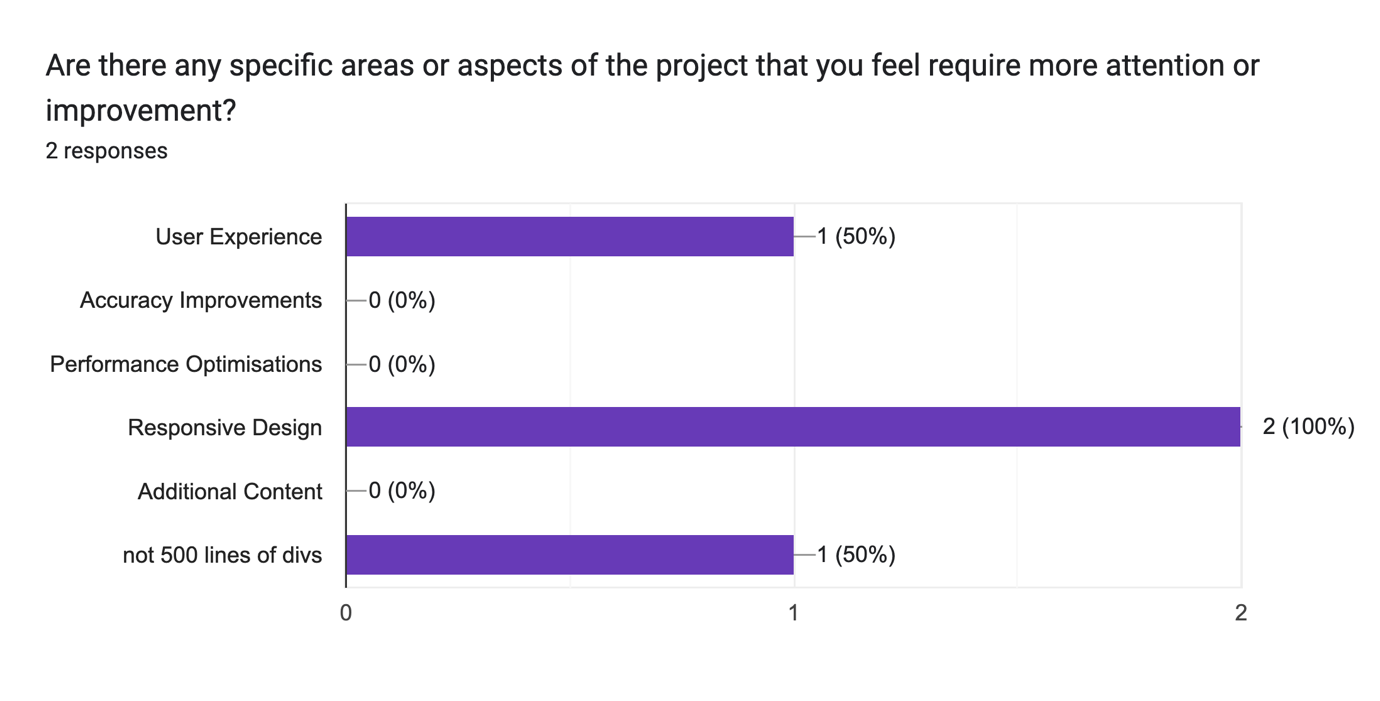 Are there any specific areas or aspects of the project that you feel require more attention or
improvement?
2 responses
User Experience
1 (50%)
Accuracy Improvements
0 (0%)
Performance Optimisations
0 (0%)
Responsive Design
2 (100%)
Additional Content
0 (0%)
not 500 lines of divs
1 (50%)
0
1
2